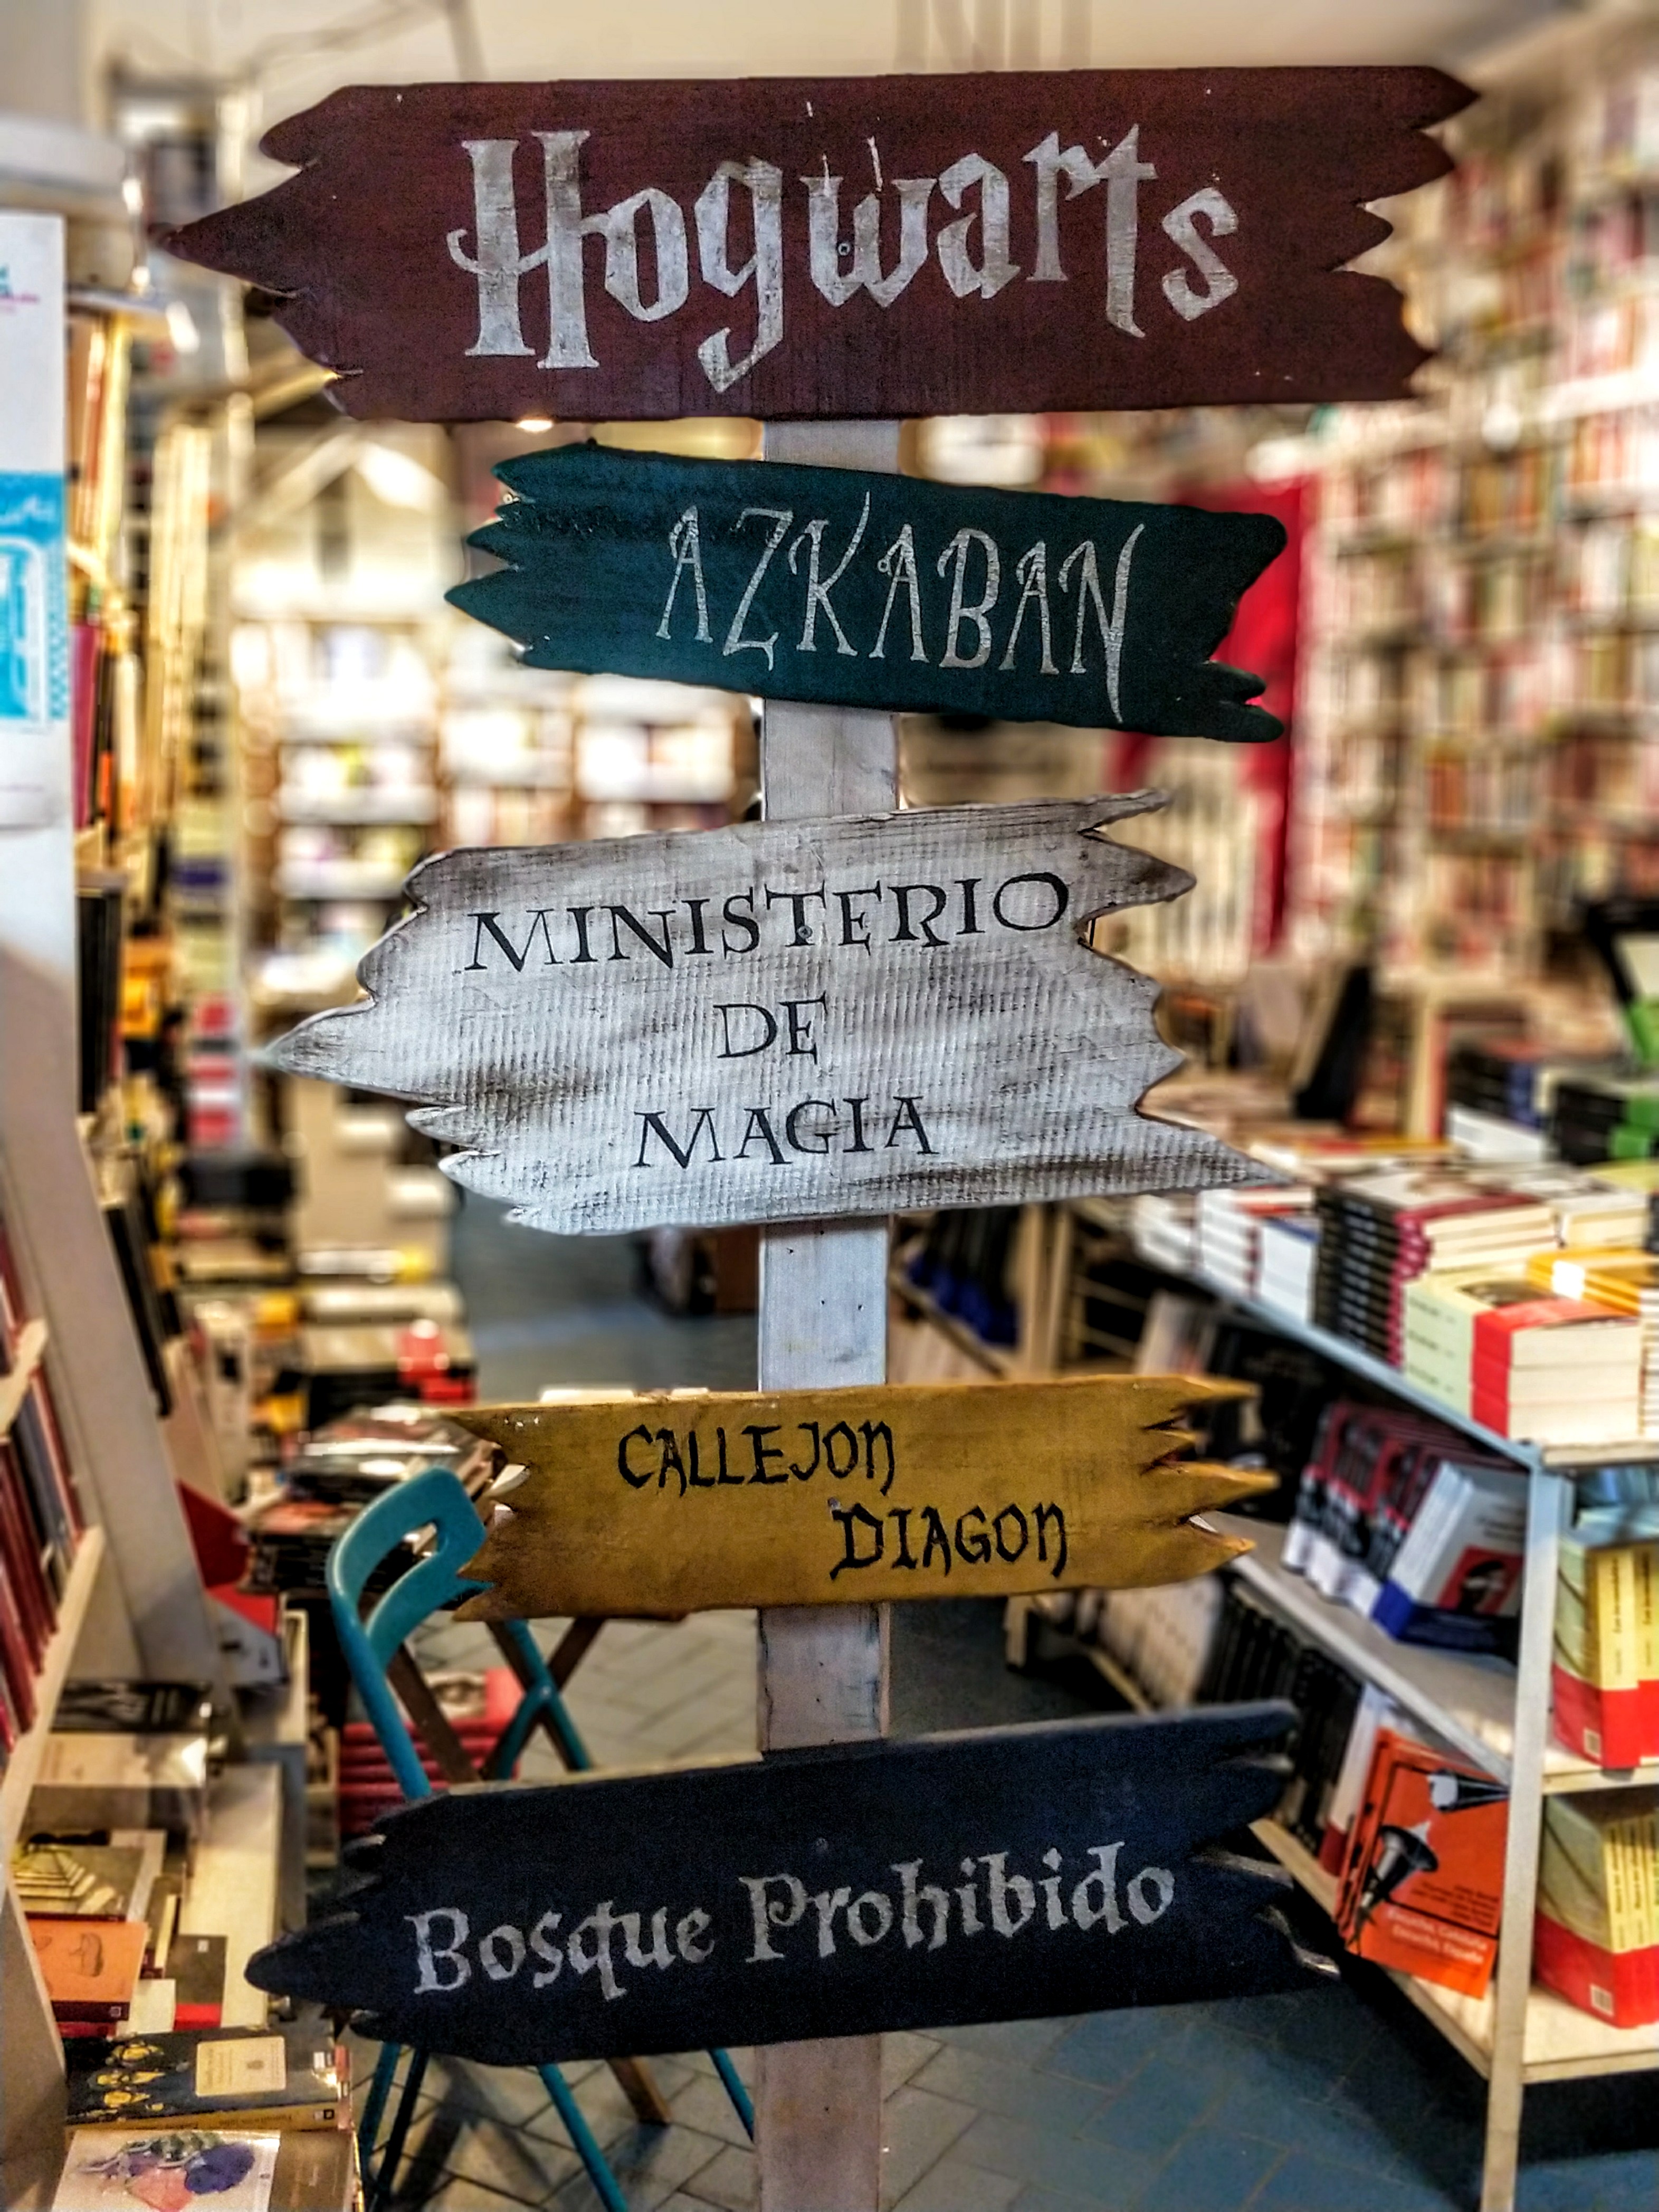 Hogwarts
AZKABAN
MINISTERIO
DE
MAGIA
CALLEJON
DIAGON
Bosque Prohibido